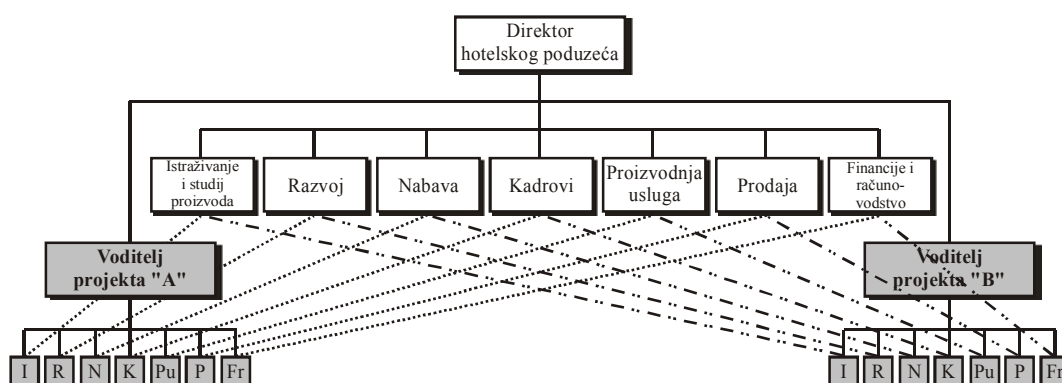 Direktor
hotelskog poduzeća
Istraživanje
i studij
proizvoda
Razvoj
Nabava
Kadrovi
Proizvodnja
usluga
Prodaja
Financije i
računo-
vodstvo
Voditelj
projekta "A"
Voditelj
projekta "B"
I R N K Pu P Fr
I R N K Pu P Fr